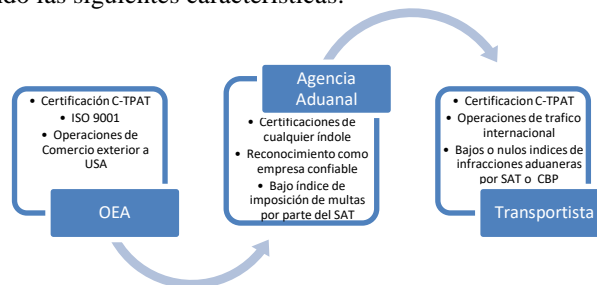 ndo las siguientes características:
• Certificación C-TPAT
• ISO 9001
• Operaciones de
Comercio exterior a
USA
OEA
Agencia
Aduanal
• Certificaciones de
cualquier índole
• Reconocimiento como
empresa confiable
• Bajo índice de
imposición de multas
por parte del SAT
• Certificacion C-TPAT
• Operaciones de trafico
internacional
• Bajos o nulos indices de
infracciones aduaneras
por SAT o CBP
Transportista